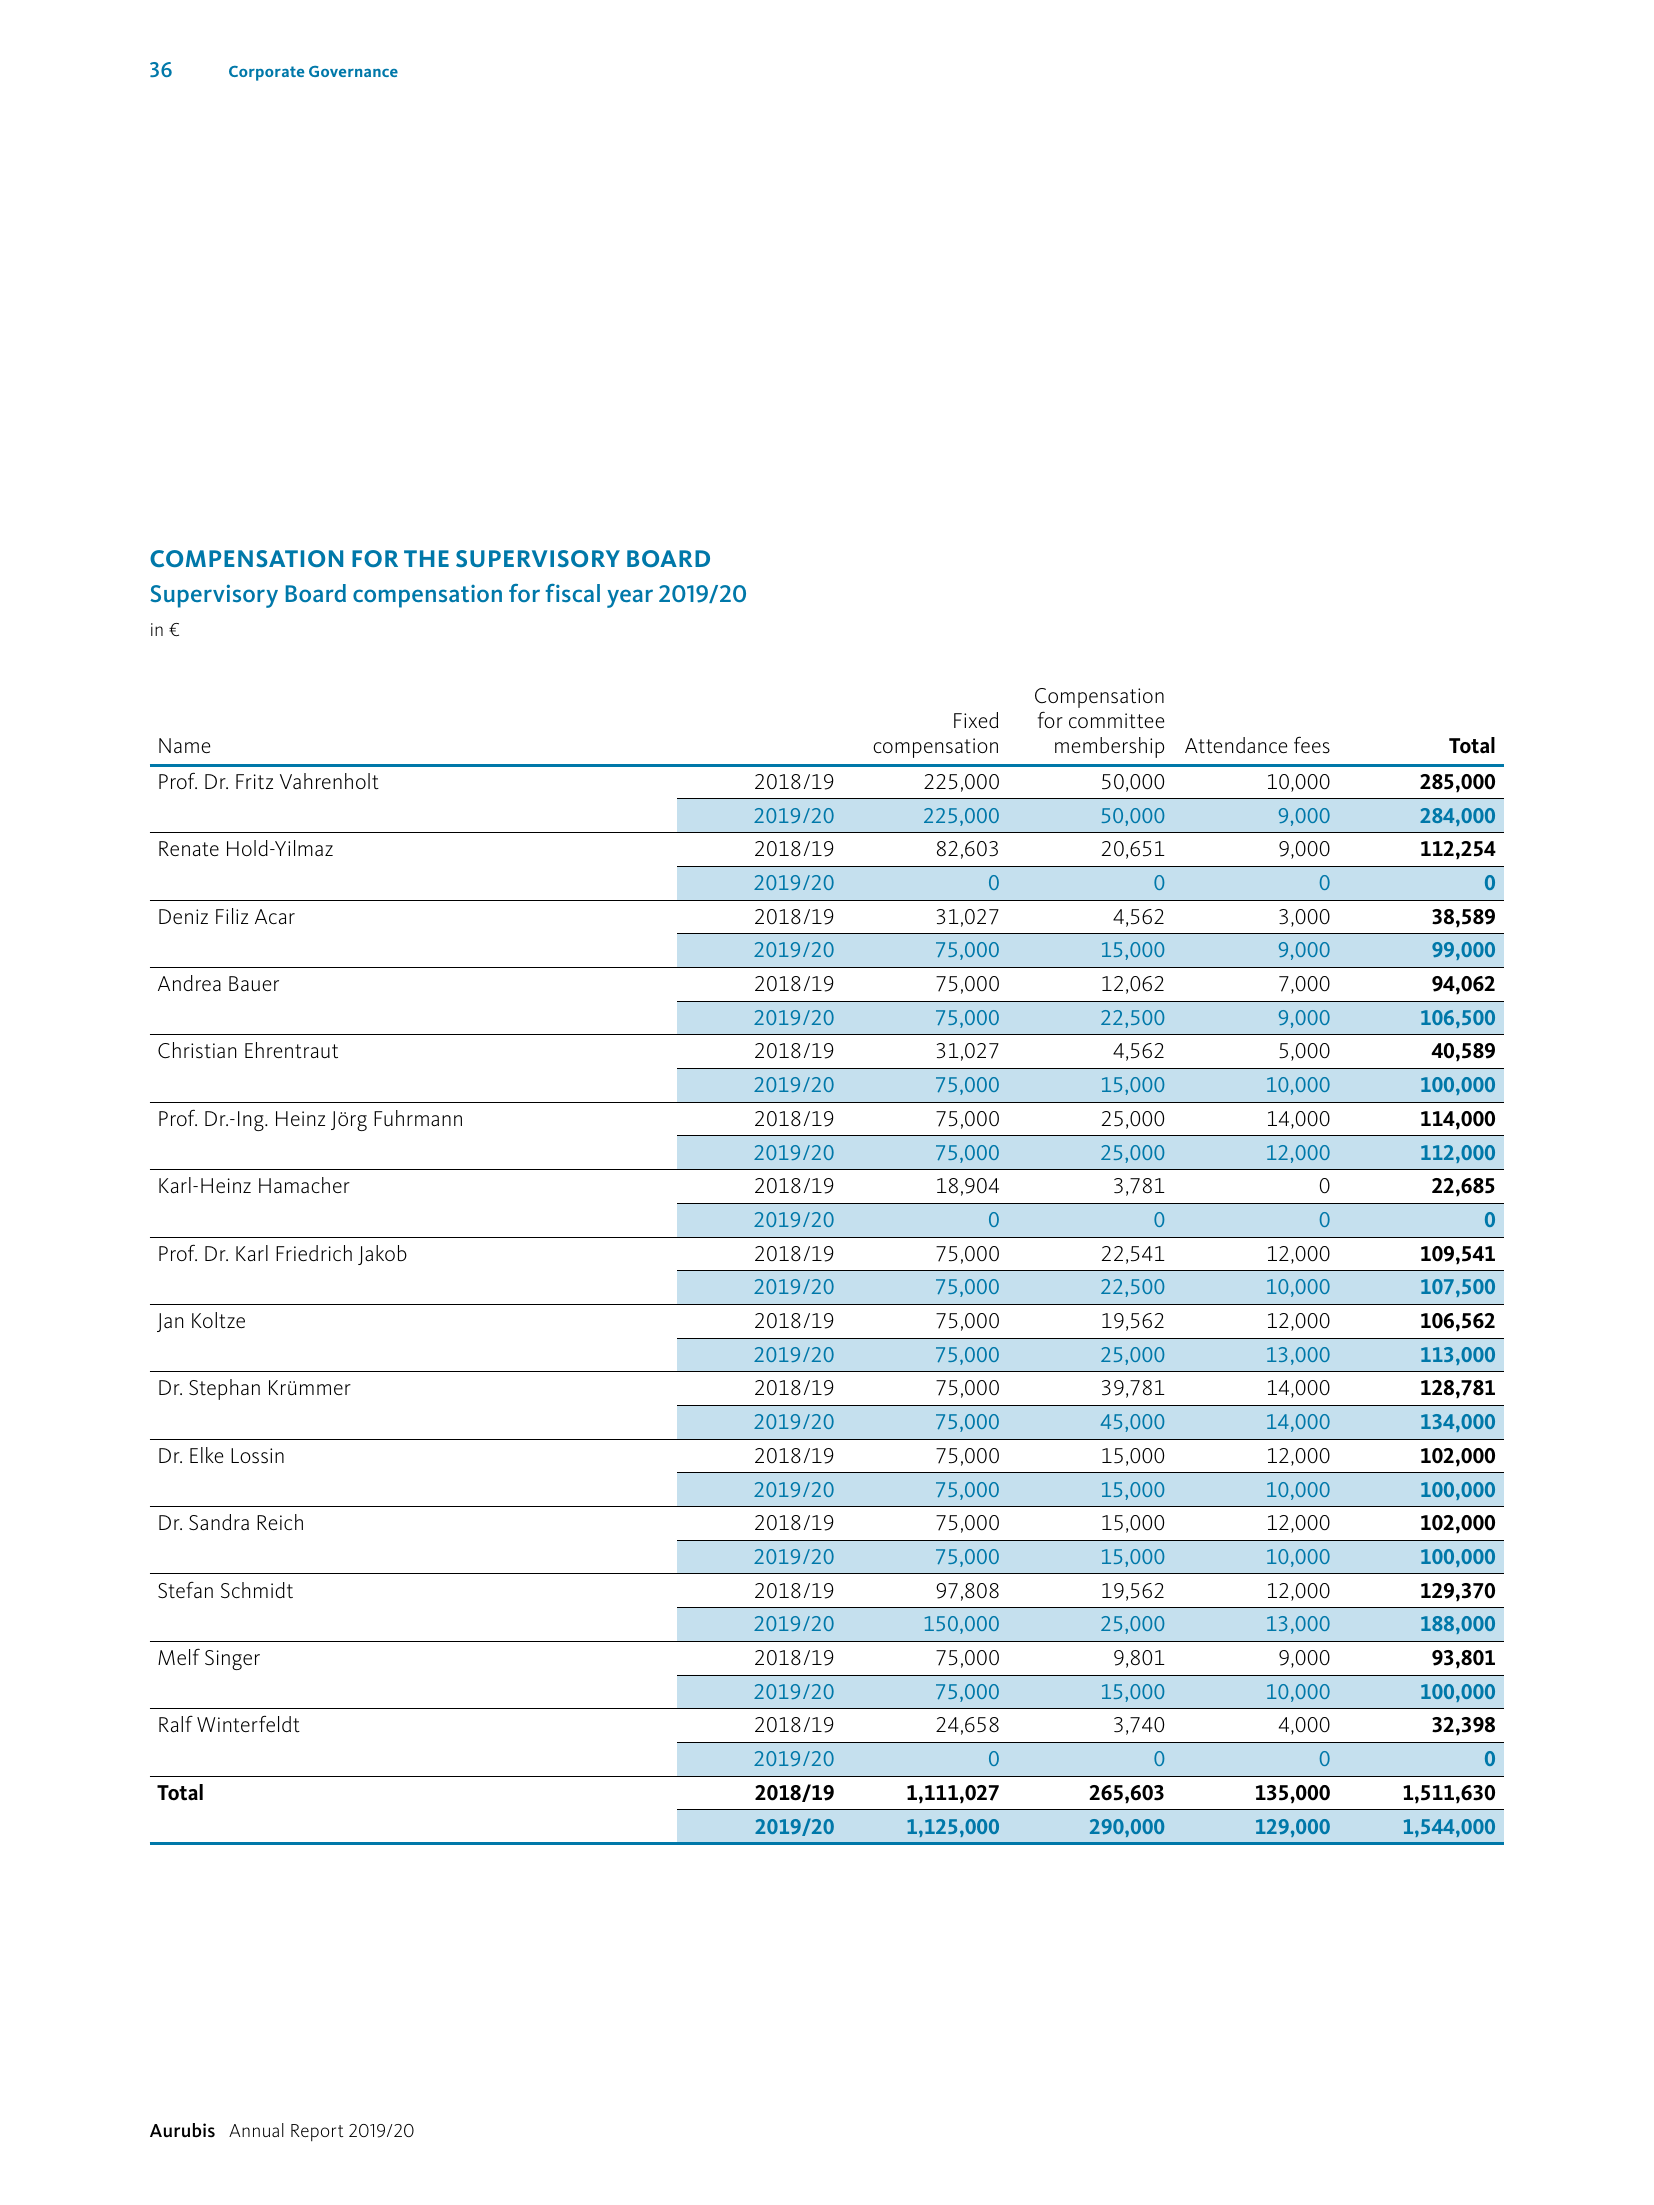 36 Corporate Governance
COMPENSATION FOR THE SUPERVISORY BOARD
Supervisory Board compensation for fiscal year 2019/20
in €
Compensation
Fixed for committee
Name compensation membership Attendance fees Total
Prof. Dr. Fritz Vahrenholt 2018/19 225,000 50,000 10,000 285,000
2019/20 225,000 50,000 9,000 284,000
Renate Hold-Yilmaz 2018/19 82,603 20,651 9,000 112,254
2019/20 0 0 0 0
Deniz Filiz Acar 2018/19 31,027 4,562 3,000 38,589
2019/20 75,000 15,000 9,000 99,000
Andrea Bauer 2018/19 75,000 12,062 7,000 94,062
2019/20 75,000 22,500 9,000 106,500
Christian Ehrentraut 2018/19 31,027 4,562 5,000 40,589
2019/20 75,000 15,000 10,000 100,000
Prof. Dr.-Ing. Heinz Jörg Fuhrmann 2018/19 75,000 25,000 14,000 114,000
2019/20 75,000 25,000 12,000 112,000
Karl-Heinz Hamacher 2018/19 18,904 3,781 0 22,685
2019/20 0 0 0 0
Prof. Dr. Karl Friedrich Jakob 2018/19 75,000 22,541 12,000 109,541
2019/20 75,000 22,500 10,000 107,500
Jan Koltze 2018/19 75,000 19,562 12,000 106,562
2019/20 75,000 25,000 13,000 113,000
Dr. Stephan Krümmer 2018/19 75,000 39,781 14,000 128,781
2019/20 75,000 45,000 14,000 134,000
Dr. Elke Lossin 2018/19 75,000 15,000 12,000 102,000
2019/20 75,000 15,000 10,000 100,000
Dr. Sandra Reich 2018/19 75,000 15,000 12,000 102,000
2019/20 75,000 15,000 10,000 100,000
Stefan Schmidt 2018/19 97,808 19,562 12,000 129,370
2019/20 150,000 25,000 13,000 188,000
Melf Singer 2018/19 75,000 9,801 9,000 93,801
2019/20 75,000 15,000 10,000 100,000
Ralf Winterfeldt 2018/19 24,658 3,740 4,000 32,398
2019/20 0 0 0 0
Total 2018/19 1,111,027 265,603 135,000 1,511,630
2019/20 1,125,000 290,000 129,000 1,544,000
Aurubis Annual Report 2019/20